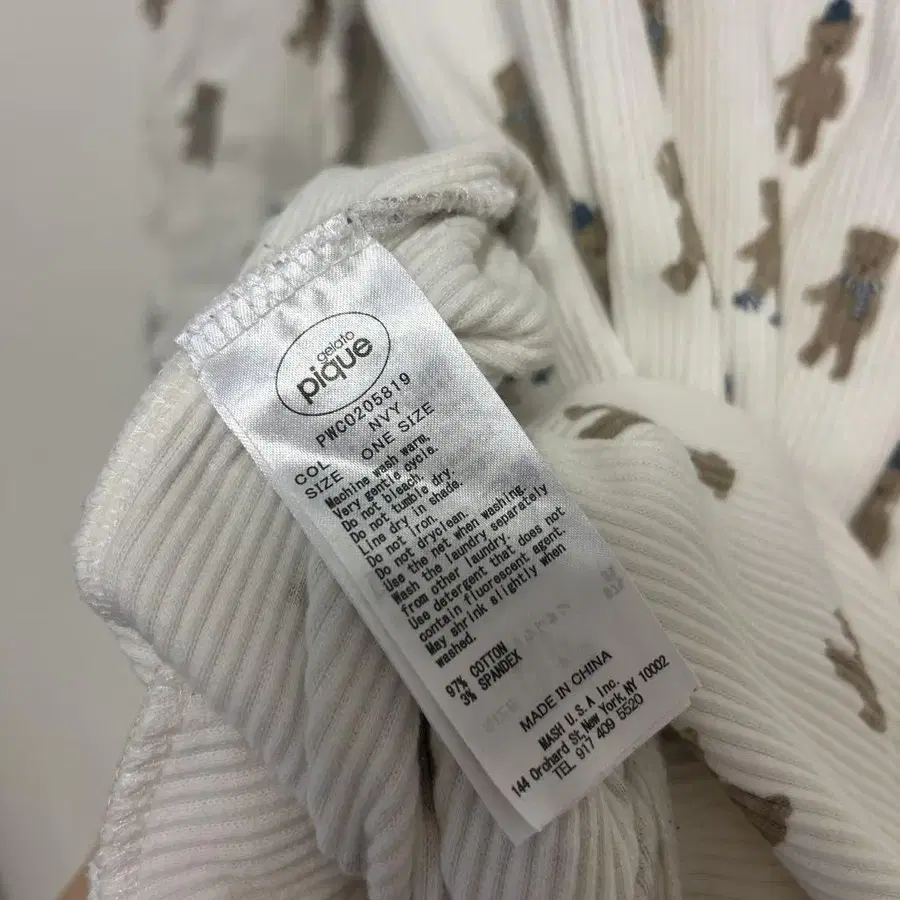 gelato
pique
PWCO205819
COL NVY
SIZE ONE SIZE
Machine wash warm,
Very gentle cycle.
Do not bleach.
Do not tumble dry.
Line dry in shade.
Do not iron.
Do not dryclean.
Use the net when washing.
Wash the laundry separately
from other laundry.
Use detergent that does not
contain fluorescent agent
May shrink slightly when
washed.
97% COTTON
3% SPANDEX
MADE IN CHINA
MASH U.S.A Inc.
144 Orchard St, New York, NY 10002
TEL 917 409 5520